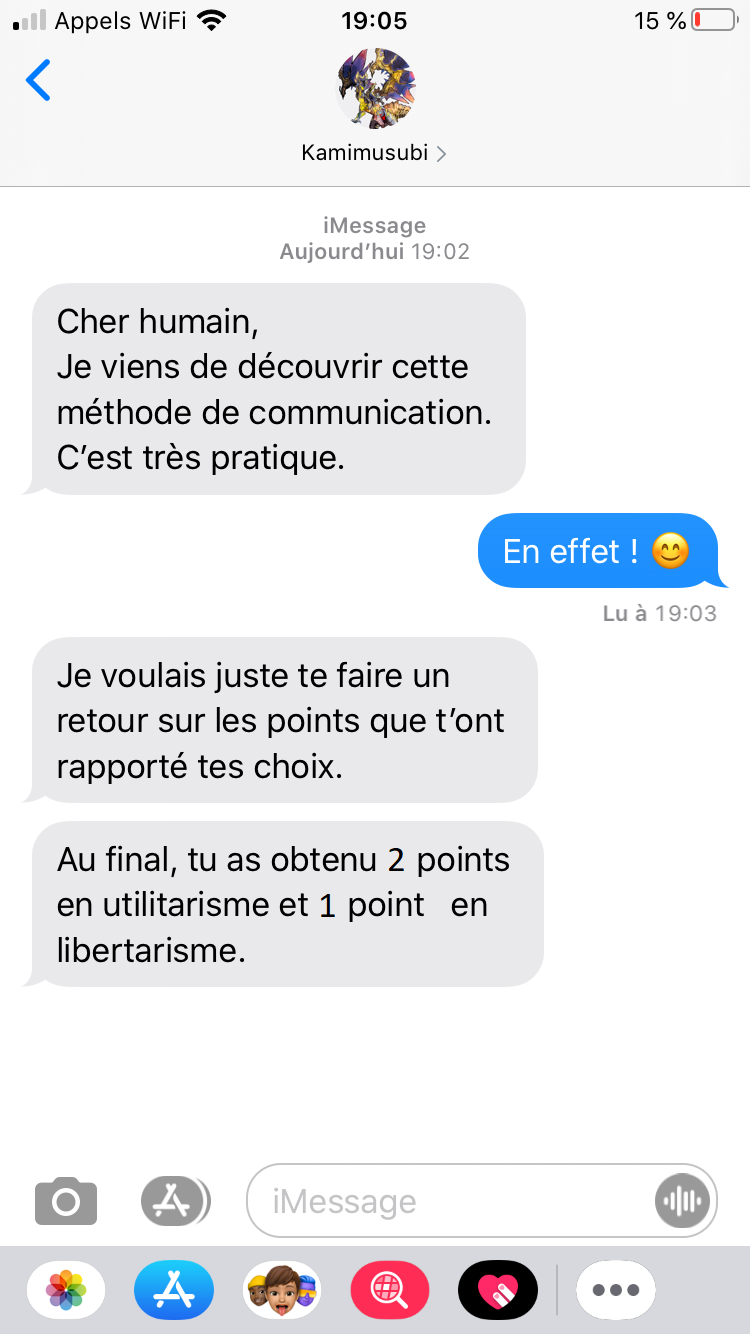 Appels WiFi 19:05 15 %
Kamimusubi
iMessage
Aujourd'hui 19:02
Cher humain,
Je viens de découvrir cette
méthode de communication.
C'est très pratique.
En effet ! 😊
Lu à 19:03
Je voulais juste te faire un
retour sur les points que t'ont
rapporté tes choix.
Au final, tu as obtenu 2 points
en utilitarisme et 1 point en
libertarisme.
iMessage